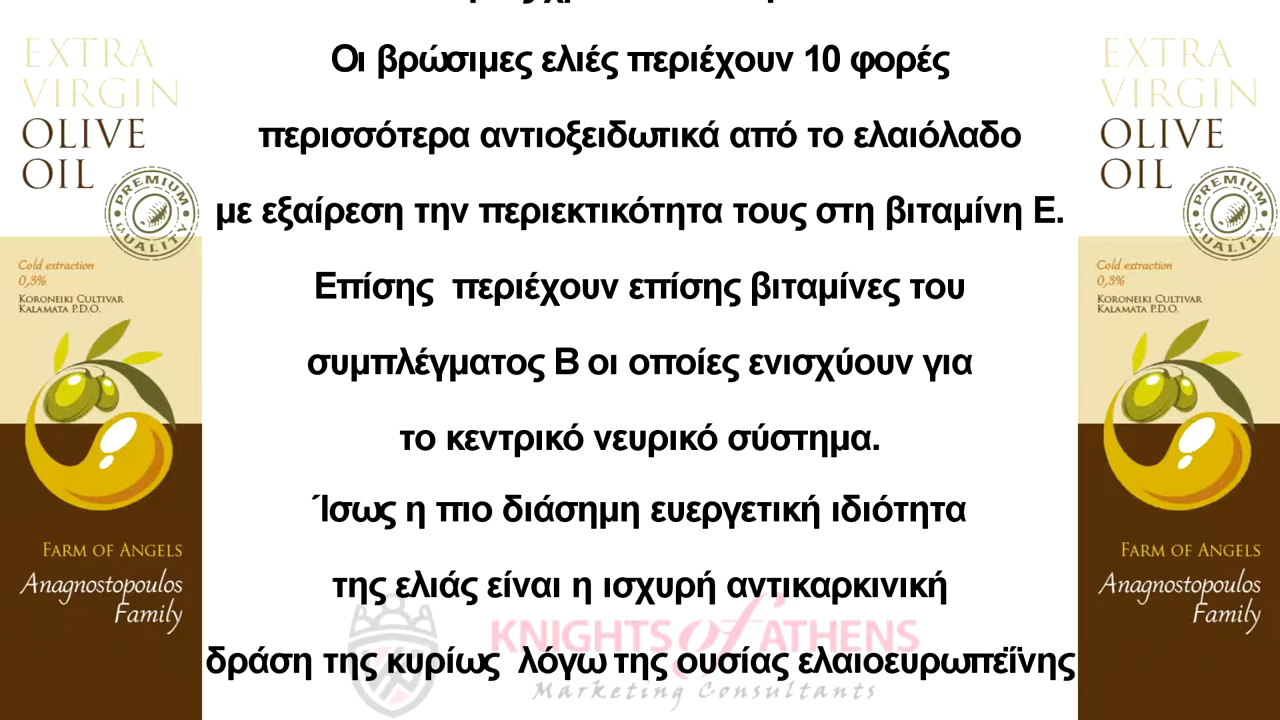 EXTRA
VIRGIN
OLIVE
OIL
PREMIUM
QUALITY
Cold extraction
0,3%
KORONEIKI CULTIVAR
KALAMATA P.D.O.
FARM OF ANGELS
Anagnostopoulos
Family
Οι βρώσιμες ελιές περιέχουν 10 φορές
περισσότερα αντιοξειδωτικά από το ελαιόλαδο
με εξαίρεση την περιεκτικότητα τους στη βιταμίνη Ε.
Επίσης  περιέχουν επίσης βιταμίνες του
συμπλέγματος Β οι οποίες ενισχύουν για
το κεντρικό νευρικό σύστημα.
Ίσως η πιο διάσημη ευεργετική ιδιότητα
της ελιάς είναι η ισχυρή αντικαρκινική
δράση της κυρίως  λόγω της ουσίας ελαιοευρωπεΐνης
KNIGHTS of ATHENS
Marketing Consultants
EXTRA
VIRGIN
OLIVE
OIL
PREMIUM
QUALITY
Cold extraction
0,3%
KORONEIKI CULTIVAR
KALAMATA P.D.O.
FARM OF ANGELS
Anagnostopoulos
Family